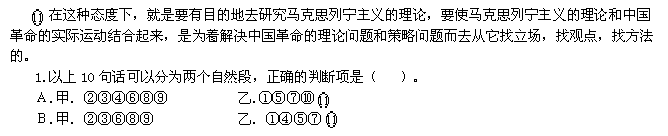 在这种态度下，就是要有目的地去研究马克思列宁主义的理论，要使马克思列宁主义的理论和中国
革命的实际运动结合起来，是为着解决中国革命的理论问题和策略问题而去从它找立场，找观点，找方法
的。
1.以上 10 句话可以分为两个自然段，正确的判断项是（　　）。
A.甲. ②③④⑥⑧⑨　　乙.①⑤⑦⑩
B.甲. ②③⑥⑧⑨　　乙. ①④⑤⑦